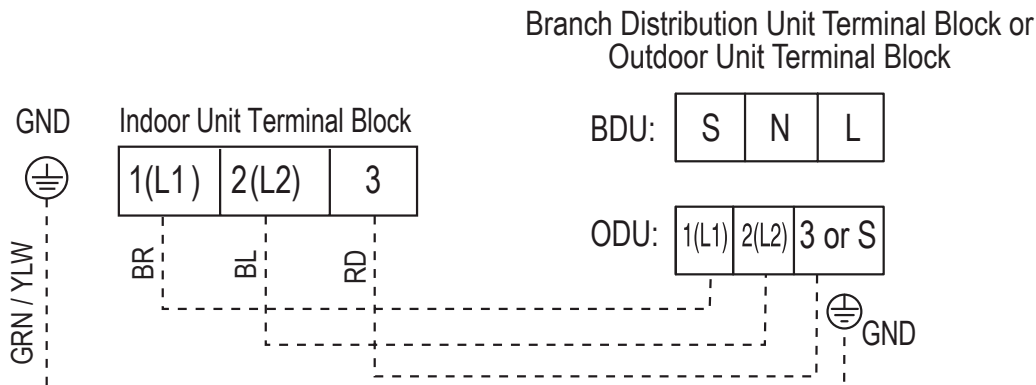 Branch Distribution Unit Terminal Block or
Outdoor Unit Terminal Block
GND
Indoor Unit Terminal Block
BDU:
S
N
L
1(L1 )
2(L2)
3
ODU:
1(L1)
2(L2)
3 or S
GRN / YLW
BR
BL
RD
GND